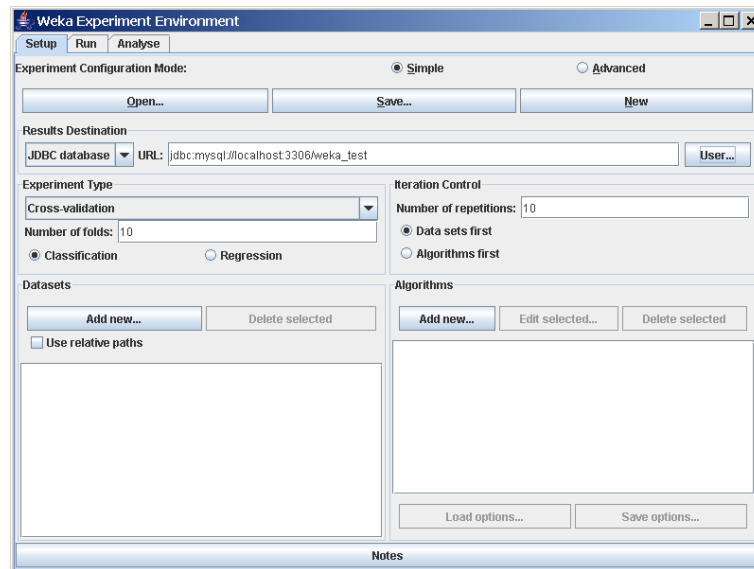 Weka Experiment Environment
Setup Run Analyse
Experiment Configuration Mode: Simple Advanced
Open... Save... New
Results Destination
JDBC database URL: jdbc:mysql://localhost:3306/weka_test User...
Experiment Type
Cross-validation
Number of folds: 10
Classification Regression
Iteration Control
Number of repetitions: 10
Data sets first
Algorithms first
Datasets
Add new... Delete selected
Use relative paths
Algorithms
Add new... Edit selected... Delete selected
Load options... Save options...
Notes